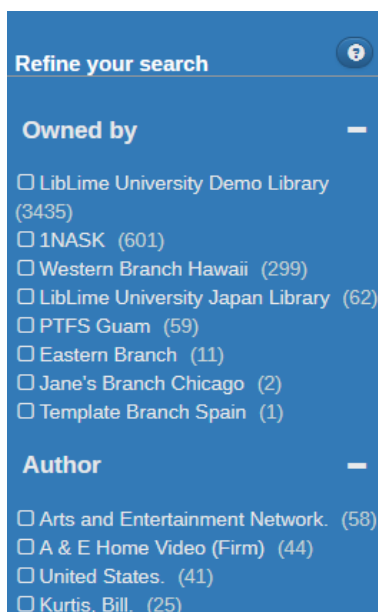 Refine your search
Owned by
LibLime University Demo Library
(3435)
1NASK (601)
Western Branch Hawaii (299)
LibLime University Japan Library (62)
PTFS Guam (59)
Eastern Branch (11)
Jane's Branch Chicago (2)
Template Branch Spain (1)
Author
Arts and Entertainment Network. (58)
A & E Home Video (Firm) (44)
United States. (41)
Kurtis, Bill. (25)